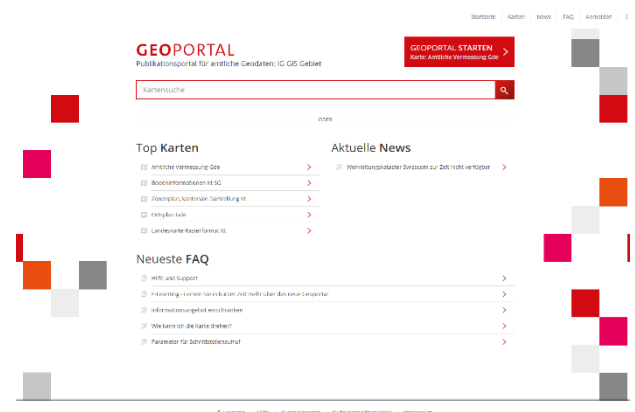 Startseite Karten News FAQ Anmelden
GEOPORTAL
Publikationsportal für amtliche Geodaten: IG GIS Gebiet
GEOPORTAL STARTEN
Karte: Amtliche Vermessung Gde
Kartensuche
ODER
Top Karten
Amtliche Vermessung Gde
Bodeninformationen Kt SG
Zonenplan, kantonale Darstellung Kt
Ortsplan Gde
Landeskarte Rasterformat Kt
Aktuelle News
Werkleitungskataster Swisscom zur Zeit nicht verfügbar
Neueste FAQ
Hilfe und Support
E-Learning - Lernen Sie in kurzer Zeit mehr über das neue Geoportal
Informationsangebot einschränken
Wie kann ich die Karte drehen?
Parameter für Schnittstellenaufruf